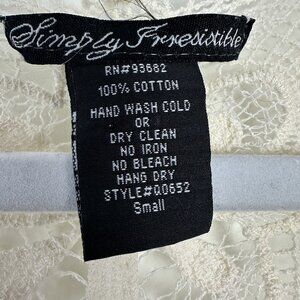 Simply Irresistible
RN#93682
100% COTTON
HAND WASH COLD
OR
DRY CLEAN
NO IRON
NO BLEACH
HANG DRY
STYLE#Q0652
Small